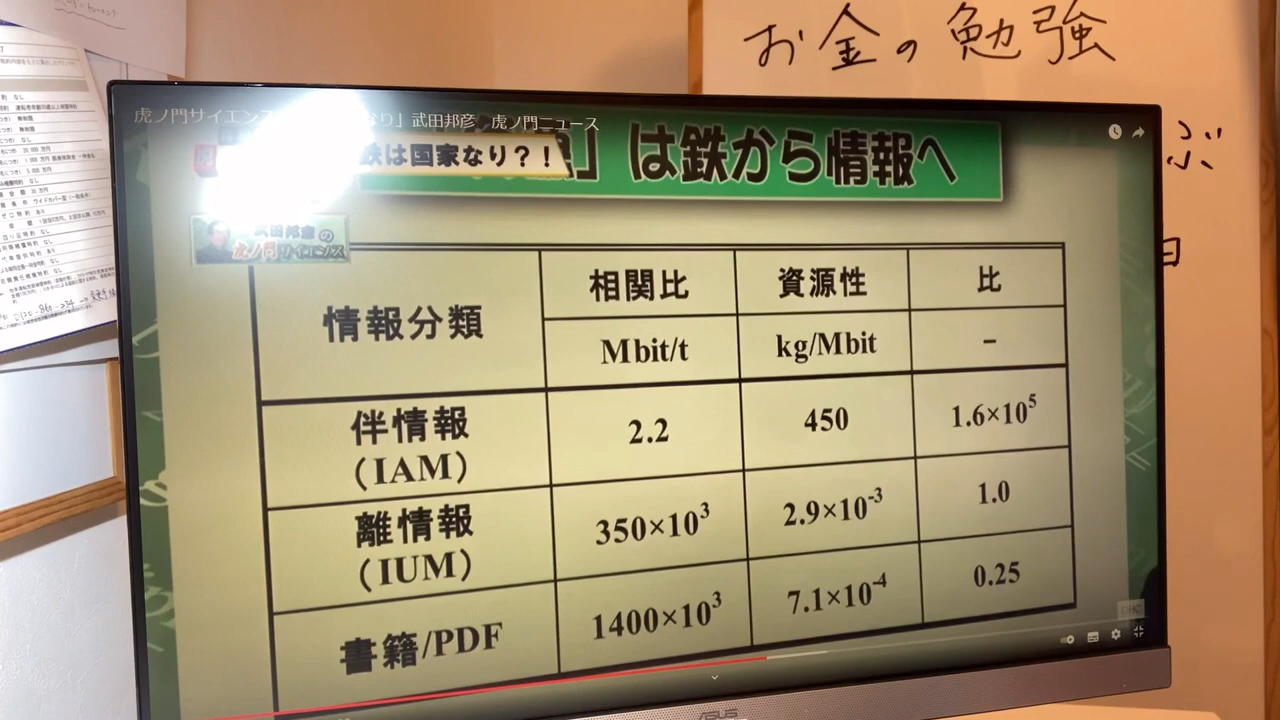 お金の勉強
ぶ
日
虎ノ門サイエンス
なり」武田邦彦 虎ノ門ニュース
鉄は国家なり?!
」は鉄から情報へ
武田邦彦の
虎ノ門サイエンス
情報分類 相関比 資源性 比
Mbit/t kg/Mbit −
伴情報 2.2 450 1.6×10⁵
(IAM)
離情報 350×10³ 2.9×10⁻³ 1.0
(IUM)
書籍/PDF 1400×10³ 7.1×10⁻⁴ 0.25
DHC
ASUS